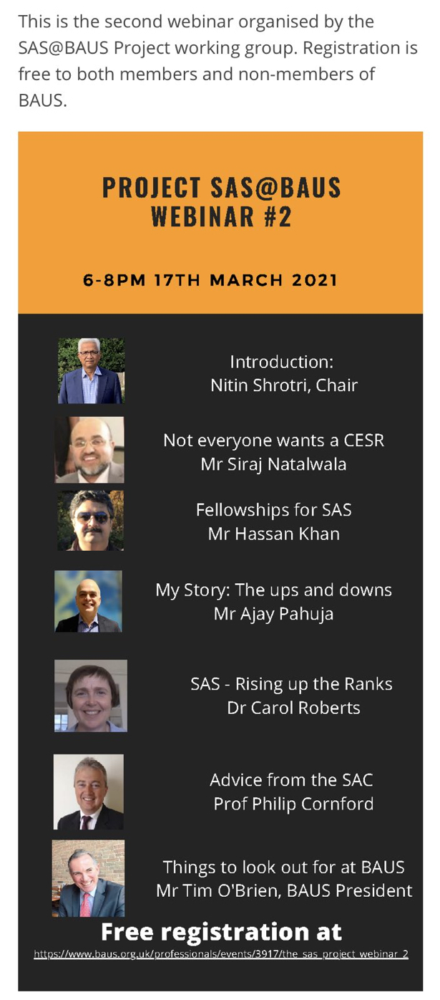 This is the second webinar organised by the
SAS@BAUS Project working group. Registration is
free to both members and non-members of
BAUS.
PROJECT SAS@BAUS
WEBINAR #2
6-8PM 17TH MARCH 2021
Introduction:
Nitin Shrotri, Chair
Not everyone wants a CESR
Mr Siraj Natalwala
Fellowships for SAS
Mr Hassan Khan
My Story: The ups and downs
Mr Ajay Pahuja
SAS - Rising up the Ranks
Dr Carol Roberts
Advice from the SAC
Prof Philip Cornford
Things to look out for at BAUS
Mr Tim O'Brien, BAUS President
Free registration at
https://www.baus.org.uk/professionals/events/3917/the_sas_project_webinar_2